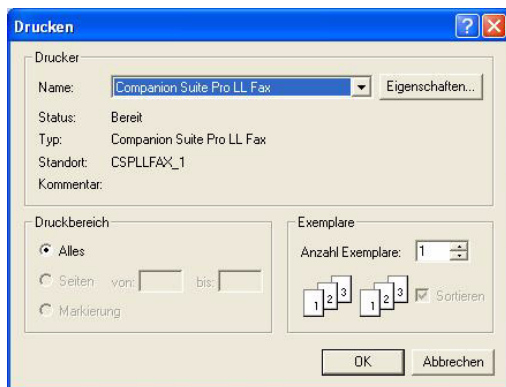 Drucken
Drucker
Name: Companion Suite Pro LL Fax Eigenschaften...
Status: Bereit
Typ: Companion Suite Pro LL Fax
Standort: CSPLLFAX_1
Kommentar:
Druckbereich
Alles
Seiten von: bis:
Markierung
Exemplare
Anzahl Exemplare: 1
1 2 3 1 2 3 Sortieren
OK Abbrechen